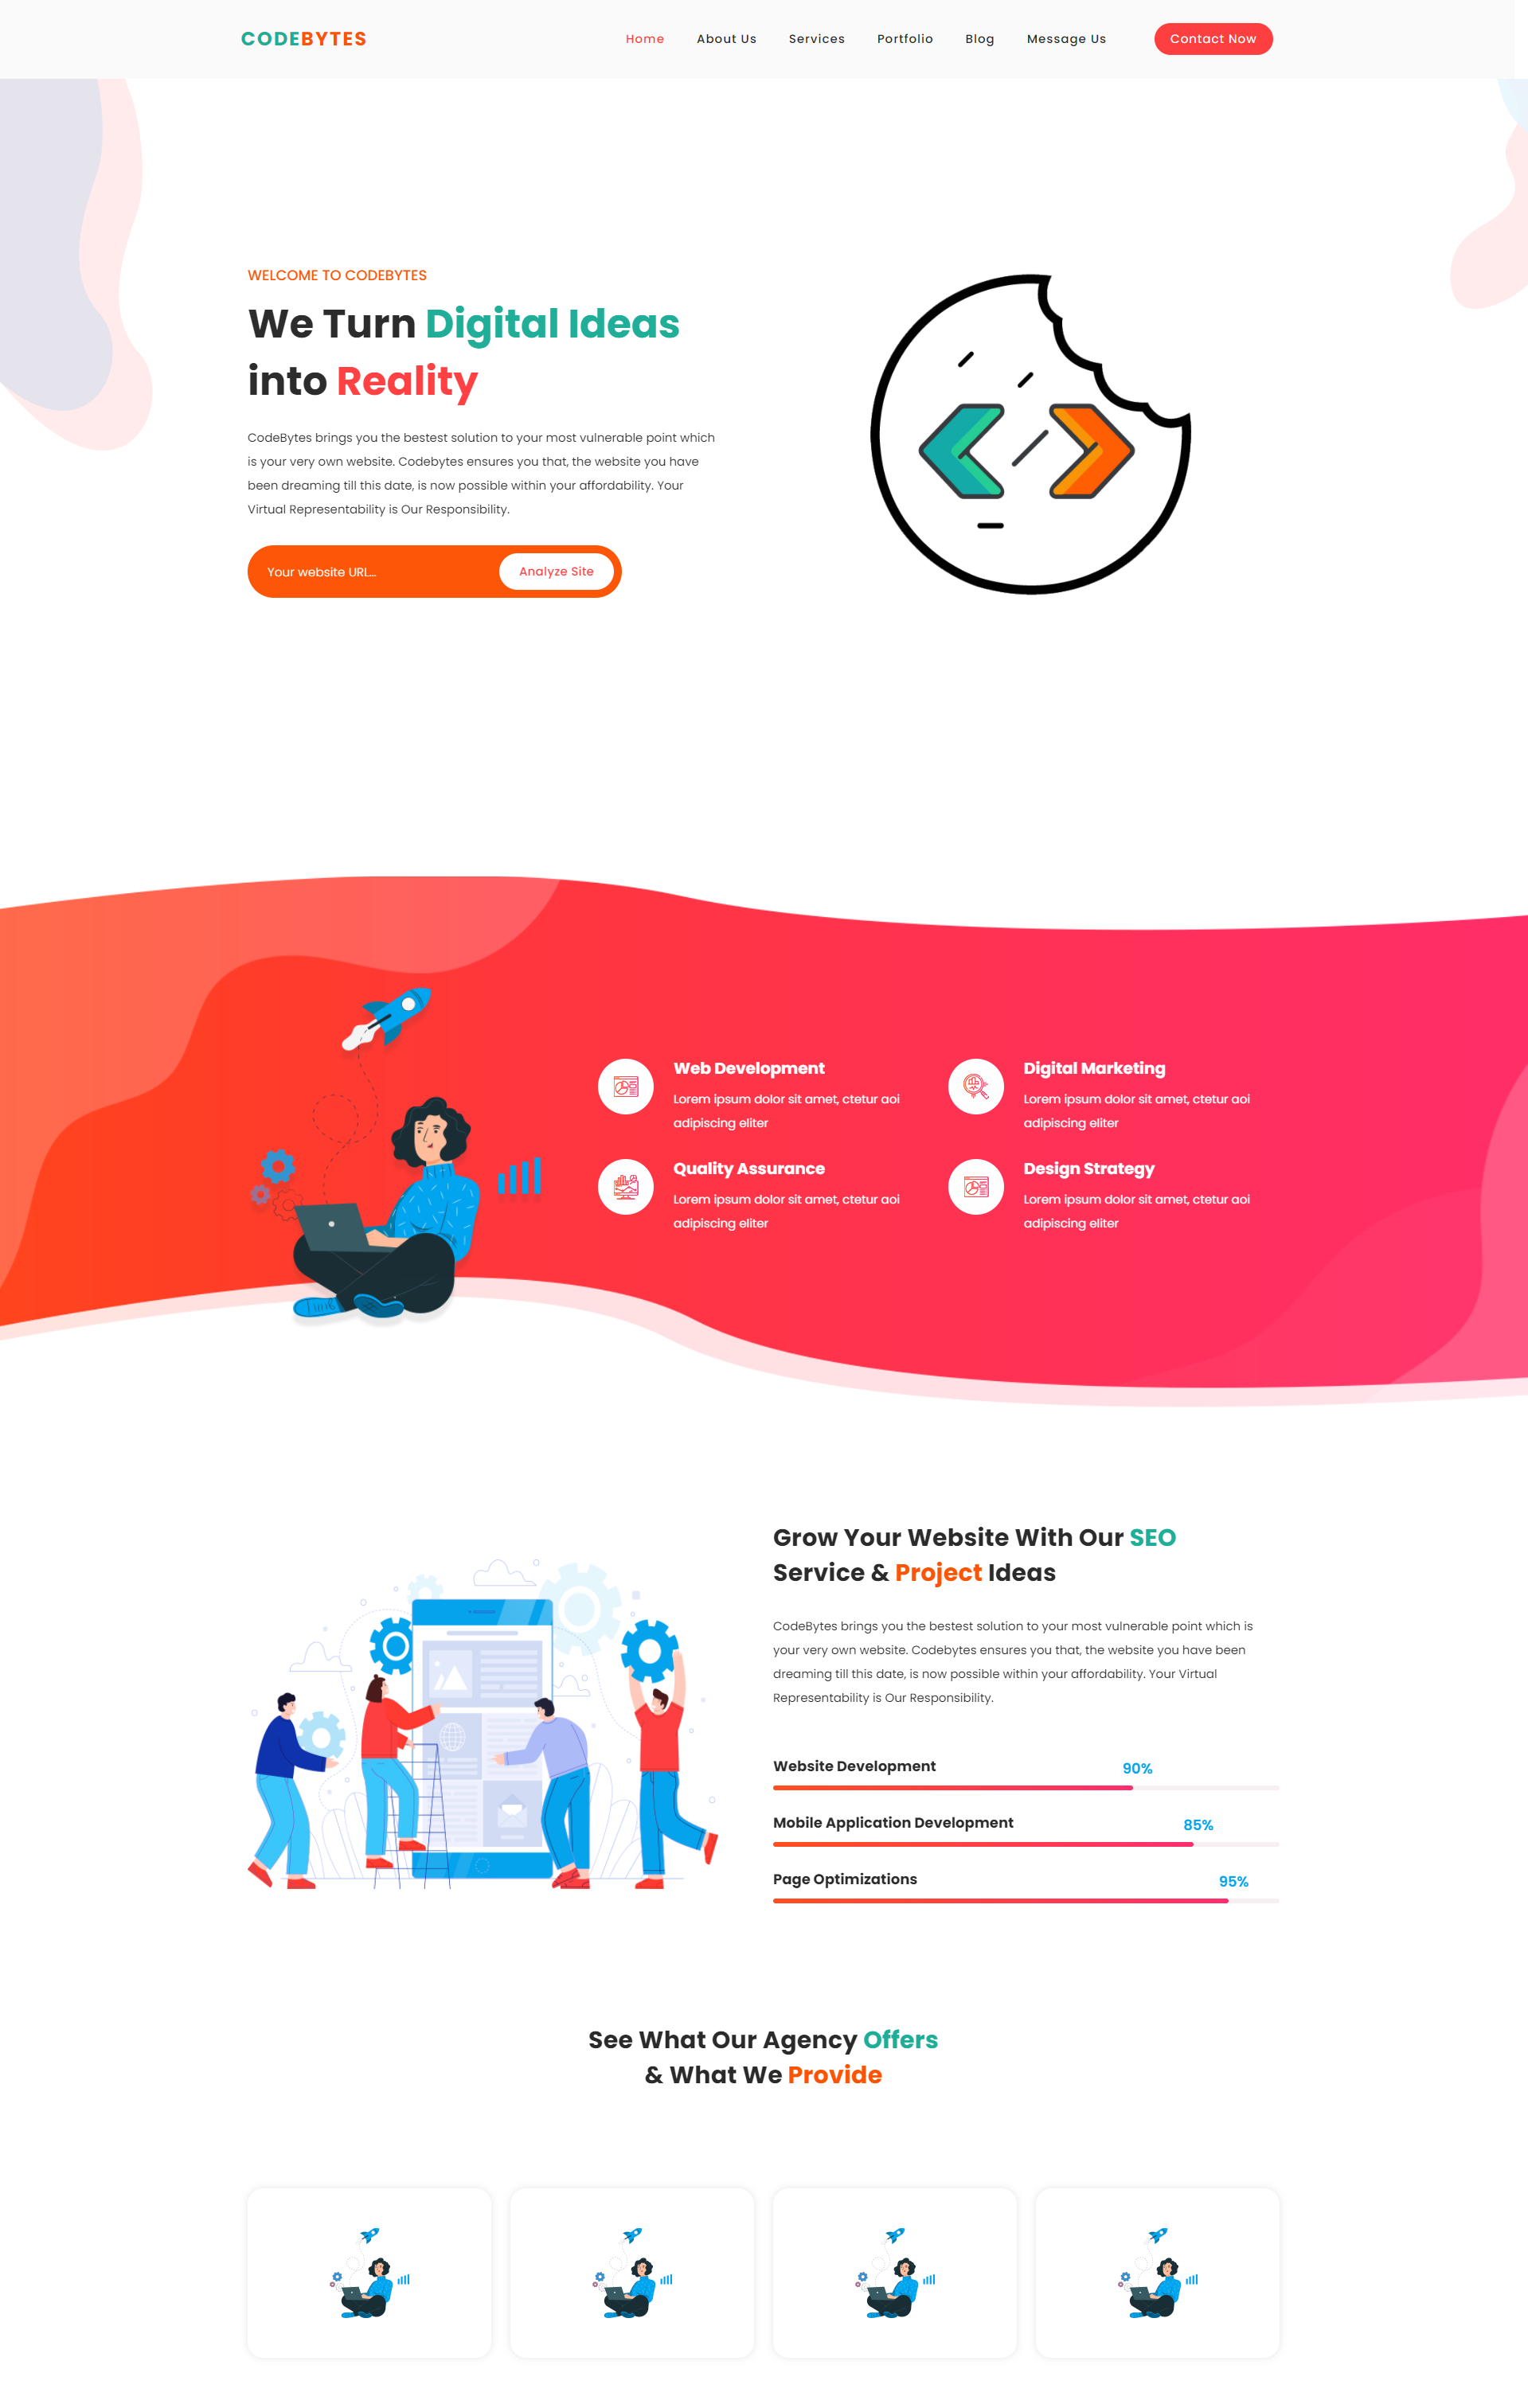 CODEBYTES
Home About Us Services Portfolio Blog Message Us Contact Now
WELCOME TO CODEBYTES
We Turn Digital Ideas
into Reality
CodeBytes brings you the bestest solution to your most vulnerable point which
is your very own website. Codebytes ensures you that, the website you have
been dreaming till this date, is now possible within your affordability. Your
Virtual Representability is Our Responsibility.
Your website URL...
Analyze Site
Web Development
Lorem ipsum dolor sit amet, ctetur aoi
adipiscing eliter
Digital Marketing
Lorem ipsum dolor sit amet, ctetur aoi
adipiscing eliter
Quality Assurance
Lorem ipsum dolor sit amet, ctetur aoi
adipiscing eliter
Design Strategy
Lorem ipsum dolor sit amet, ctetur aoi
adipiscing eliter
Grow Your Website With Our SEO
Service & Project Ideas
CodeBytes brings you the bestest solution to your most vulnerable point which is
your very own website. Codebytes ensures you that, the website you have been
dreaming till this date, is now possible within your affordability. Your Virtual
Representability is Our Responsibility.
Website Development 90%
Mobile Application Development 85%
Page Optimizations 95%
See What Our Agency Offers
& What We Provide